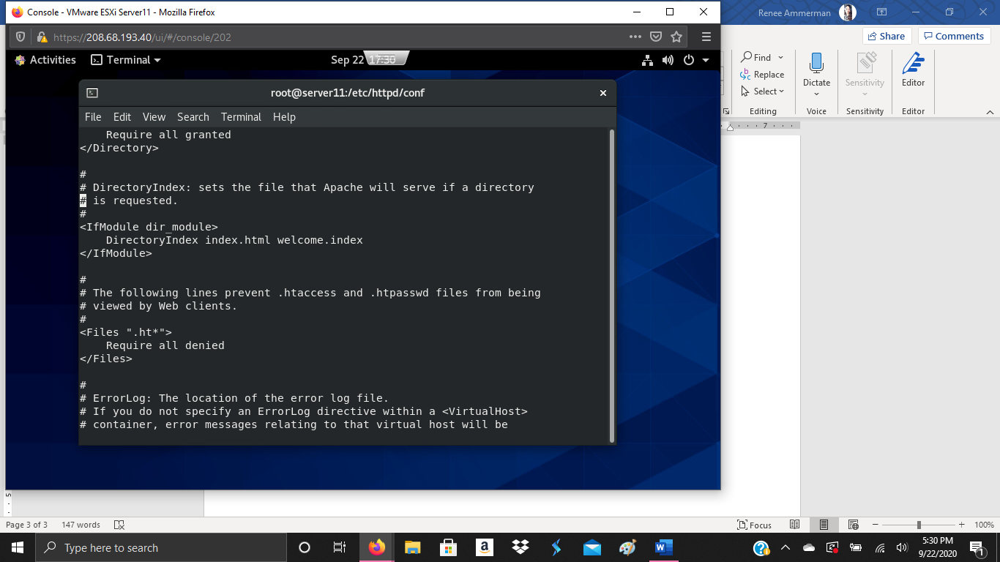 Console - VMware ESXi Server11 - Mozilla Firefox
https://208.68.193.40/ui/#/console/202
Activities
Terminal
Sep 22 17:30
root@server11:/etc/httpd/conf
File Edit View Search Terminal Help
    Require all granted
</Directory>
#
# DirectoryIndex: sets the file that Apache will serve if a directory
# is requested.
#
<IfModule dir_module>
    DirectoryIndex index.html welcome.index
</IfModule>
#
# The following lines prevent .htaccess and .htpasswd files from being
# viewed by Web clients.
#
<Files ".ht*">
    Require all denied
</Files>
#
# ErrorLog: The location of the error log file.
# If you do not specify an ErrorLog directive within a <VirtualHost>
# container, error messages relating to that virtual host will be
Renee Ammerman
Share
Comments
Find
Replace
Select
Editing
Dictate
Voice
Sensitivity
Sensitivity
Editor
Editor
7
5
Page 3 of 3
147 words
Focus
100%
Type here to search
5:30 PM
9/22/2020
1